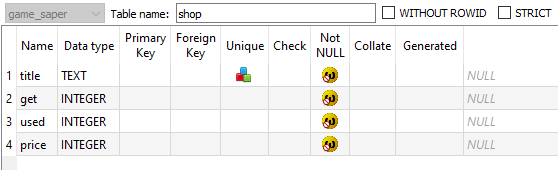 game_saper Table name: shop WITHOUT ROWID STRICT
Name Data type Primary Key Foreign Key Unique Check Not NULL Collate Generated
1 title TEXT NULL
2 get INTEGER NULL
3 used INTEGER NULL
4 price INTEGER NULL